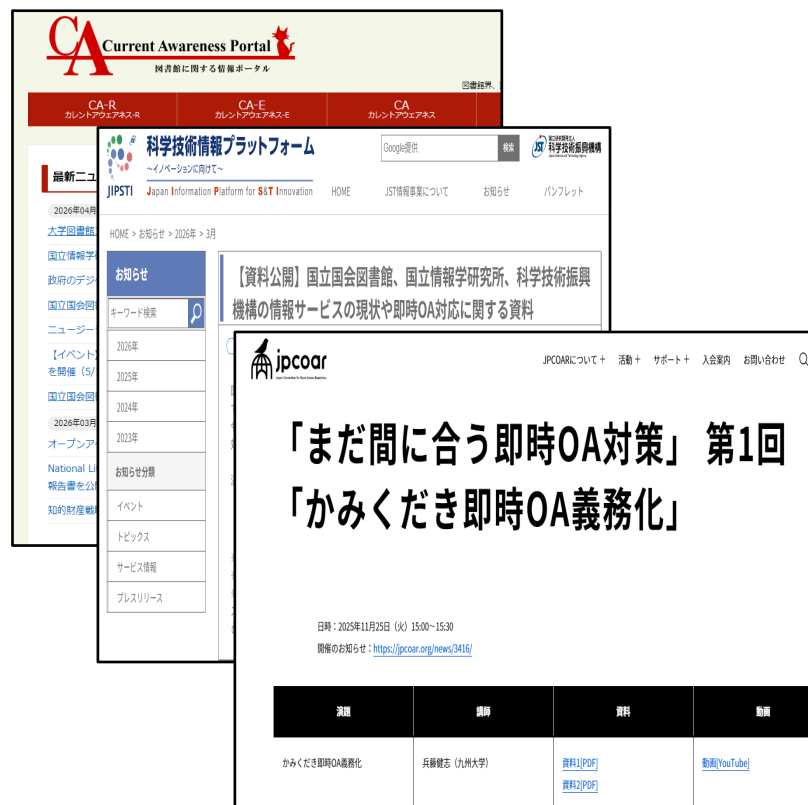 Current Awareness Portal
図書館に関する情報ポータル
図書館界、
CA-R
カレントアウェアネス-R
CA-E
カレントアウェアネス-E
CA
カレントアウェアネス
最新ニュ
2026年04月
大学図書館
国立情報学
政府のデジ
国立国会図
ニュージー
【イベント】
を開催（5/
国立国会図
2026年03月
オープンア
National Li
報告書を公
知的財産戦
JIPSTI
科学技術情報プラットフォーム
～イノベーションに向けて～
Japan Information Platform for S&T Innovation
Google提供
検索
JST
国立研究開発法人
科学技術振興機構
HOME
JST情報事業について
お知らせ
パンフレット
HOME > お知らせ > 2026年 > 3月
お知らせ
キーワード検索
2026年
2025年
2024年
2023年
お知らせ分類
イベント
トピックス
サービス情報
プレスリリース
【資料公開】国立国会図書館、国立情報学研究所、科学技術振興
機構の情報サービスの現状や即時OA対応に関する資料
jpcoar
JPCOARについて + 活動 + サポート + 入会案内 お問い合わせ
「まだ間に合う即時OA対策」 第1回
「かみくだき即時OA義務化」
日時：2025年11月25日（火）15:00～15:30
開催のお知らせ：https://jpcoar.org/news/3416/
演題 講師 資料 動画
かみくだき即時OA義務化 兵藤健志（九州大学） 資料1[PDF] 動画[YouTube]
資料2[PDF]